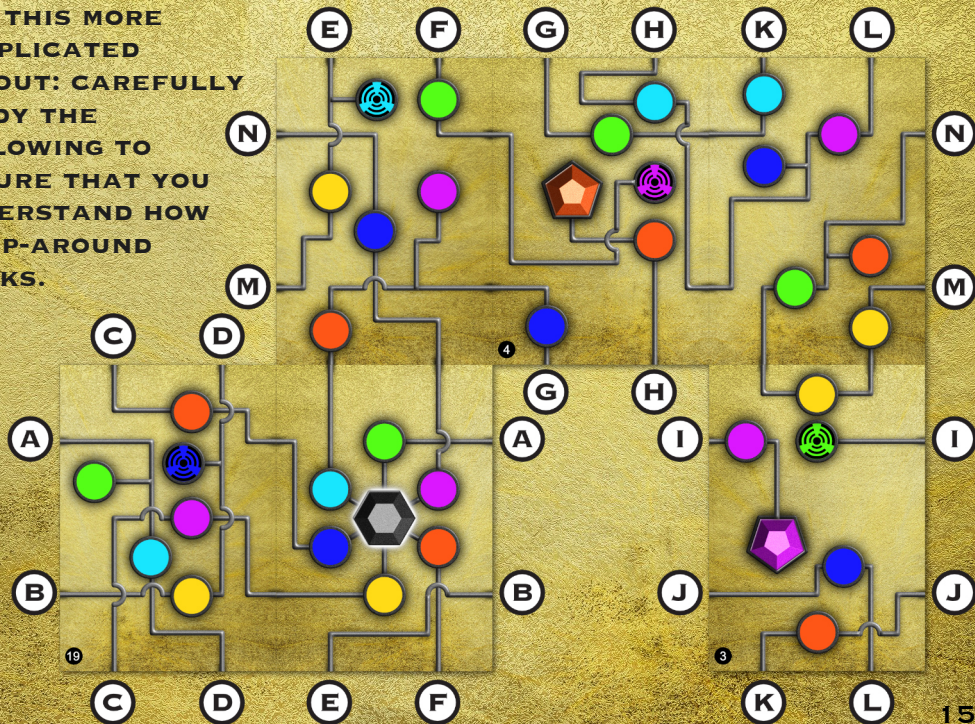 THIS MORE
PLICATED
OUT: CAREFULLY
DY THE
LOWING TO
URE THAT YOU
ERSTAND HOW
P-AROUND
KS.
E F G H K L
N N
M M
C D
4
G H
A A I I
B B J J
19 3
C D E F K L
15